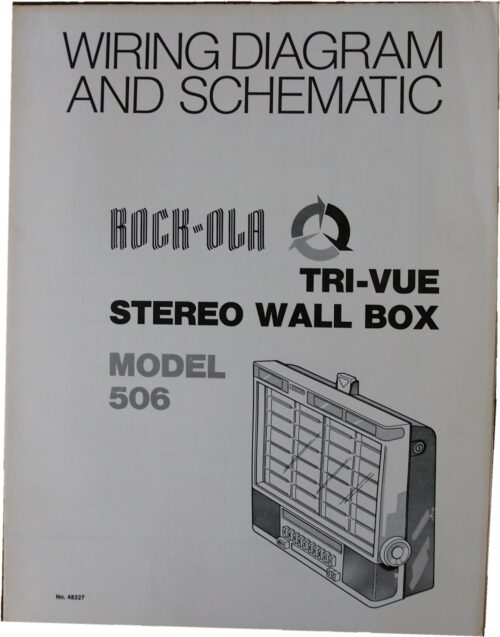 WIRING DIAGRAM
AND SCHEMATIC
ROCK-OLA
TRI-VUE
STEREO WALL BOX
MODEL
506
No. 48227